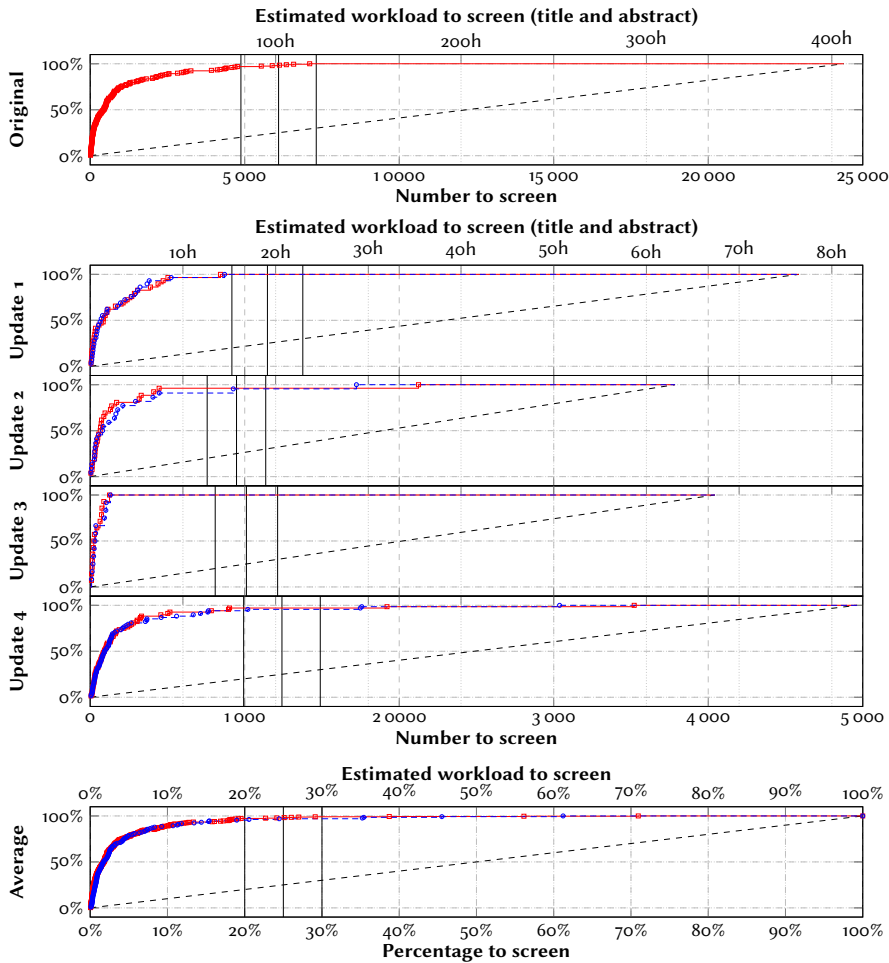 Estimated workload to screen (title and abstract)
100h 200h 300h 400h
100%
50%
0%
Original
0 5 000 10 000 15 000 20 000 25 000
Number to screen
Estimated workload to screen (title and abstract)
10h 20h 30h 40h 50h 60h 70h 80h
100%
50%
0%
Update 1
100%
50%
0%
Update 2
100%
50%
0%
Update 3
100%
50%
0%
Update 4
0 1 000 20 000 3 000 4 000 5 000
Number to screen
Estimated workload to screen
0% 10% 20% 30% 40% 50% 60% 70% 80% 90% 100%
100%
50%
0%
Average
0% 10% 20% 30% 40% 50% 60% 70% 80% 90% 100%
Percentage to screen